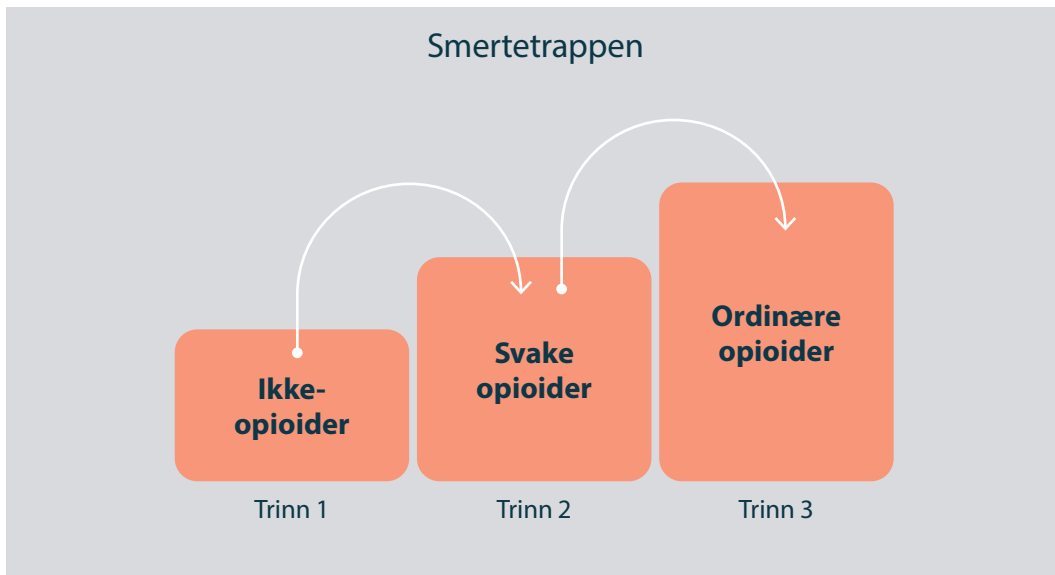 Smertetrappen
Ikke-
opioider
Svake
opioider
Ordinære
opioider
Trinn 1
Trinn 2
Trinn 3